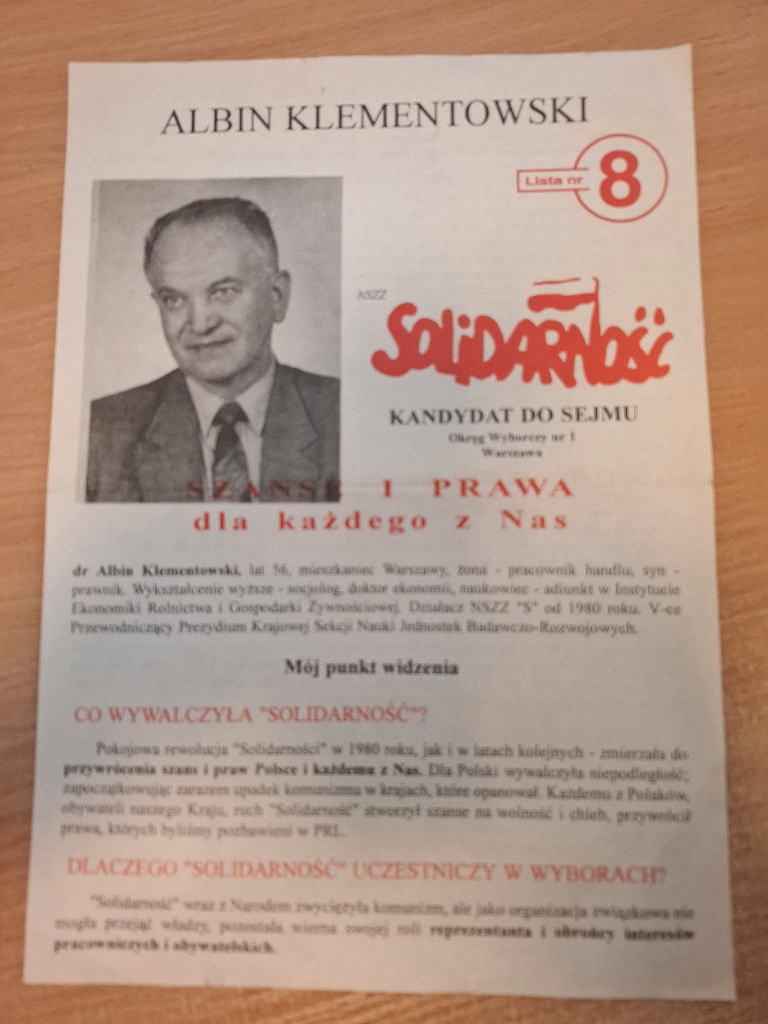 ALBIN KLEMENTOWSKI
Lista nr 8
NSZZ
SOLIDARNOŚĆ
KANDYDAT DO SEJMU
Okręg Wyborczy nr 1
Warszawa
SZANSE I PRAWA
dla każdego z Nas
dr Albin Klementowski, lat 56, mieszkaniec Warszawy, żona - pracownik handlu, syn -
prawnik. Wykształcenie wyższe - socjolog, doktor ekonomii, naukowiec - adiunkt w Instytucie
Ekonomiki Rolnictwa i Gospodarki Żywnościowej. Działacz NSZZ "S" od 1980 roku. V-ce
Przewodniczący Prezydium Krajowej Sekcji Nauki Jednostek Badawczo-Rozwojowych.
Mój punkt widzenia
CO WYWALCZYŁA "SOLIDARNOŚĆ"?
Pokojowa rewolucja "Solidarności" w 1980 roku, jak i w latach kolejnych - zmierzała do
przywrócenia szans i praw Polsce i każdemu z Nas. Dla Polski wywalczyła niepodległość,
zapoczątkowując zarazem upadek komunizmu w krajach, które opanował. Każdemu z Polaków,
obywateli naszego Kraju, ruch "Solidarność" stworzył szanse na wolność i chleb, przywrócił
prawa, których byliśmy pozbawieni w PRL.
DLACZEGO "SOLIDARNOŚĆ" UCZESTNICZY W WYBORACH?
"Solidarność" wraz z Narodem zwyciężyła komunizm, ale jako organizacja związkowa nie
mogła przejąć władzy, pozostała wierna swojej roli reprezentanta i obrońcy interesów
pracowniczych i obywatelskich.